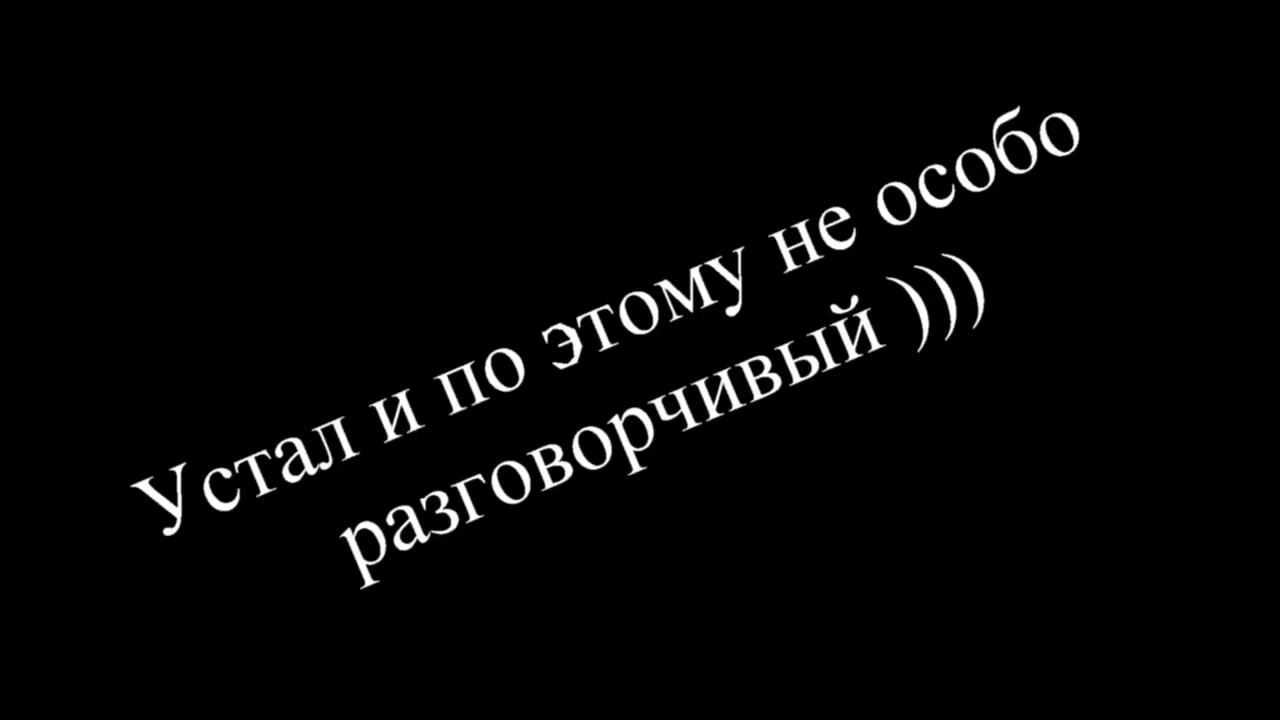 Устал и по этому не особо
разговорчивый )))